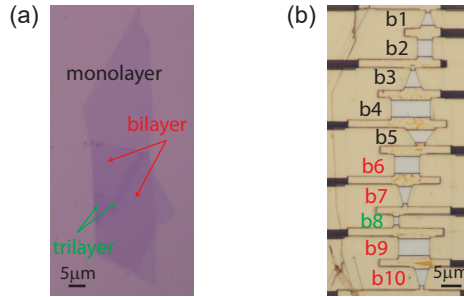 (a)
monolayer
bilayer
trilayer
5μm
(b)
b1
b2
b3
b4
b5
b6
b7
b8
b9
b10
5μm